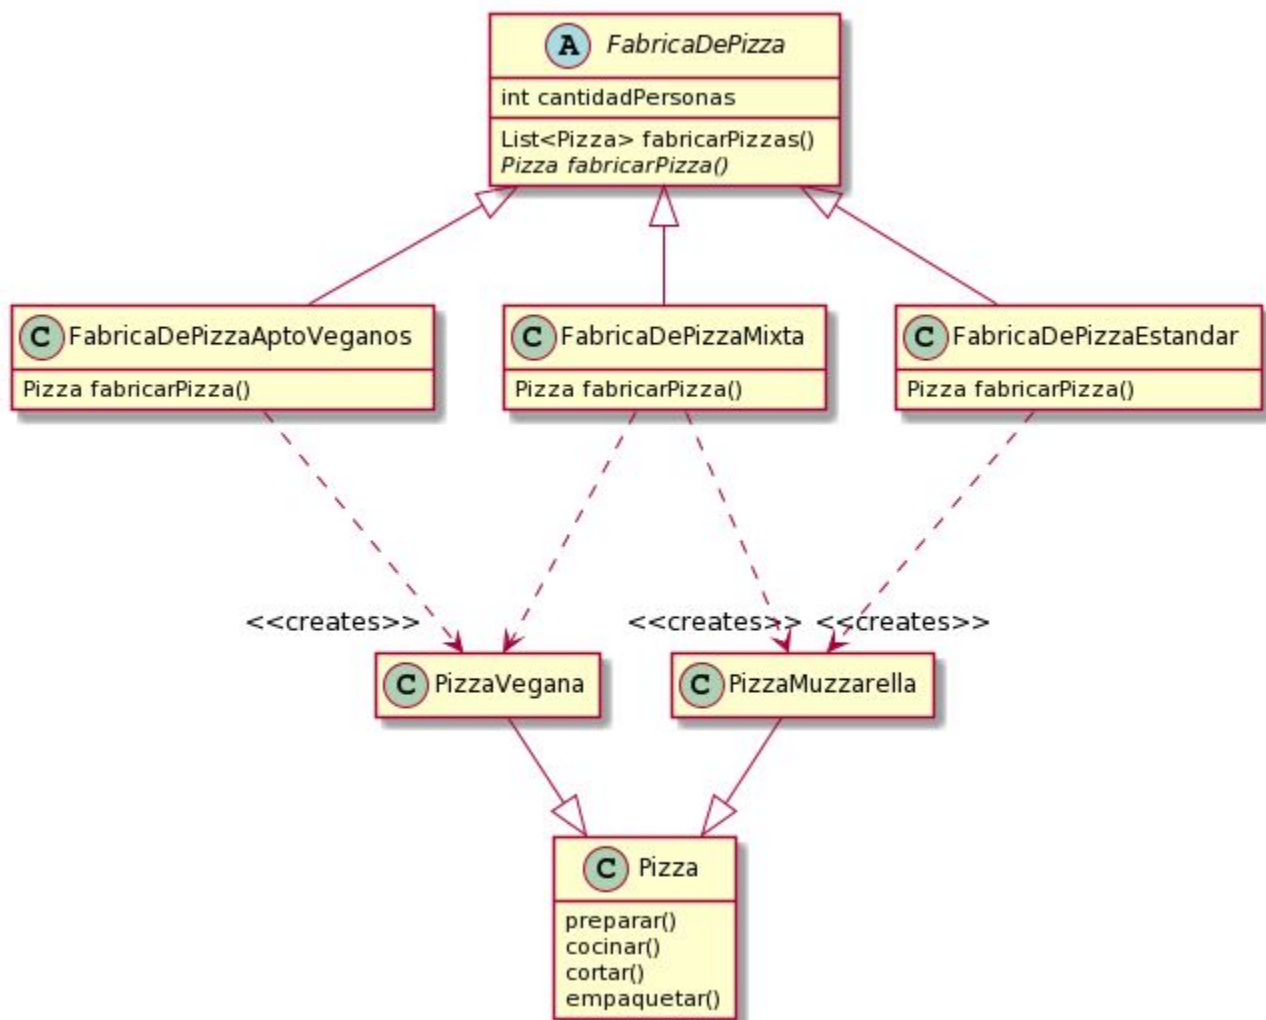 A FabricaDePizza
int cantidadPersonas
List<Pizza> fabricarPizzas()
Pizza fabricarPizza()
C FabricaDePizzaAptoVeganos
Pizza fabricarPizza()
C FabricaDePizzaMixta
Pizza fabricarPizza()
C FabricaDePizzaEstandar
Pizza fabricarPizza()
<<creates>>
<<creates>>
<<creates>>
C PizzaVegana
C PizzaMuzzarella
C Pizza
preparar()
cocinar()
cortar()
empaquetar()